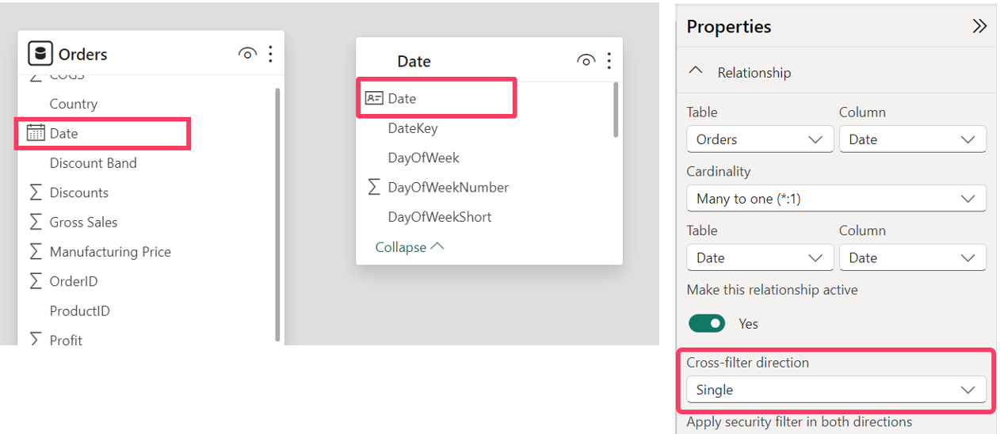 Orders
COGS
Country
Date
Discount Band
Discounts
Gross Sales
Manufacturing Price
OrderID
ProductID
Profit
Date
Date
DateKey
DayOfWeek
DayOfWeekNumber
DayOfWeekShort
Collapse
Properties
Relationship
Table Column
Orders Date
Cardinality
Many to one (*:1)
Table Column
Date Date
Make this relationship active
Yes
Cross-filter direction
Single
Apply security filter in both directions